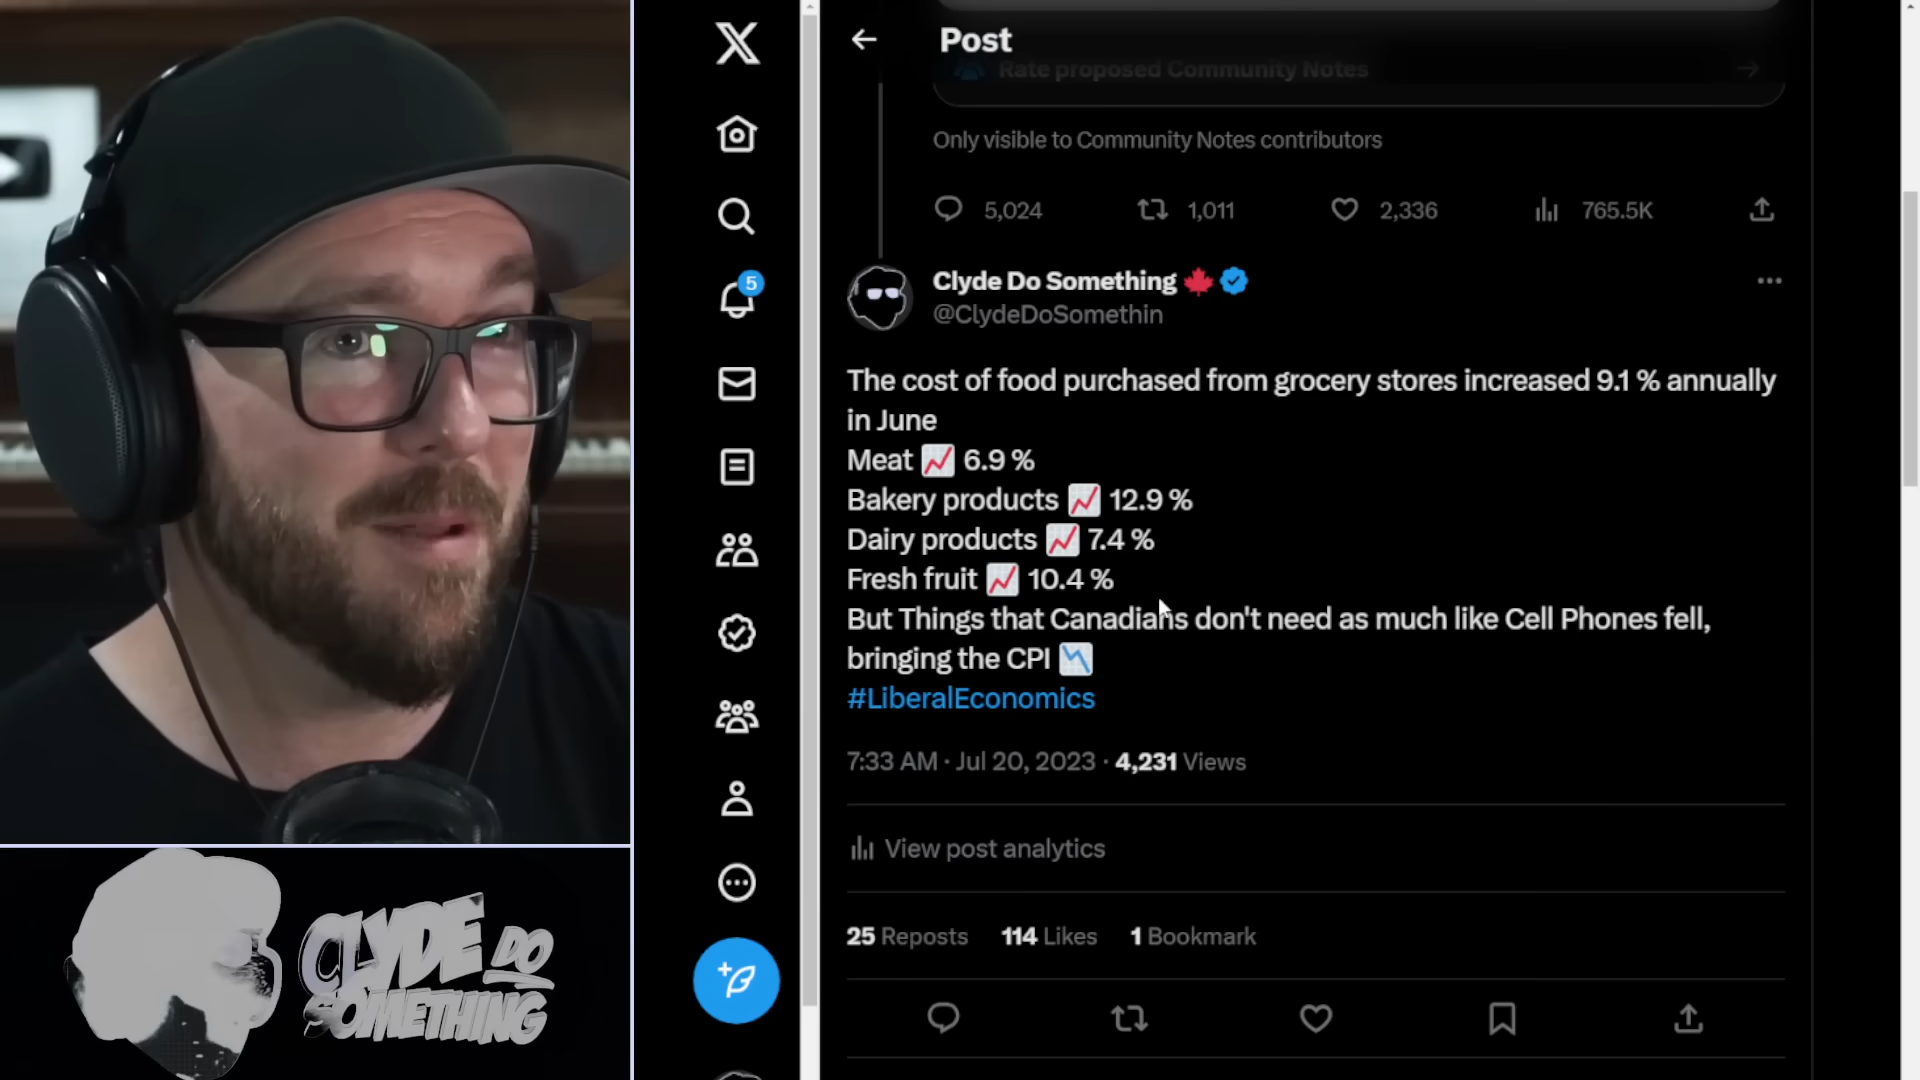 Post
Rate proposed Community Notes
Only visible to Community Notes contributors
5,024 1,011 2,336 765.5K
Clyde Do Something
@ClydeDoSomethin
5
The cost of food purchased from grocery stores increased 9.1 % annually
in June
Meat 📈 6.9 %
Bakery products 📈 12.9 %
Dairy products 📈 7.4 %
Fresh fruit 📈 10.4 %
But Things that Canadians don't need as much like Cell Phones fell,
bringing the CPI 📉
#LiberalEconomics
7:33 AM · Jul 20, 2023 · 4,231 Views
View post analytics
25 Reposts 114 Likes 1 Bookmark
CLYDE DO
SOMETHING